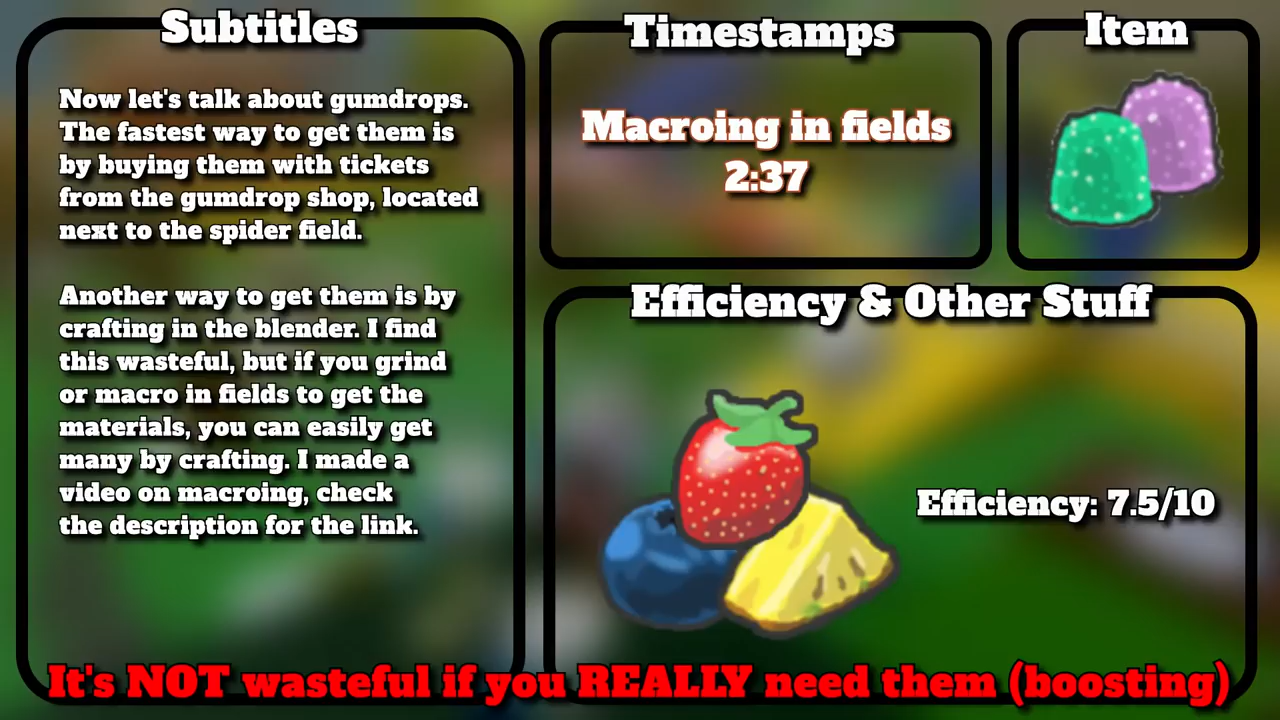 Subtitles
Now let's talk about gumdrops.
The fastest way to get them is
by buying them with tickets
from the gumdrop shop, located
next to the spider field.
Another way to get them is by
crafting in the blender. I find
this wasteful, but if you grind
or macro in fields to get the
materials, you can easily get
many by crafting. I made a
video on macroing, check
the description for the link.
Timestamps
Macroing in fields
2:37
Item
Efficiency & Other Stuff
Efficiency: 7.5/10
It's NOT wasteful if you REALLY need them (boosting)